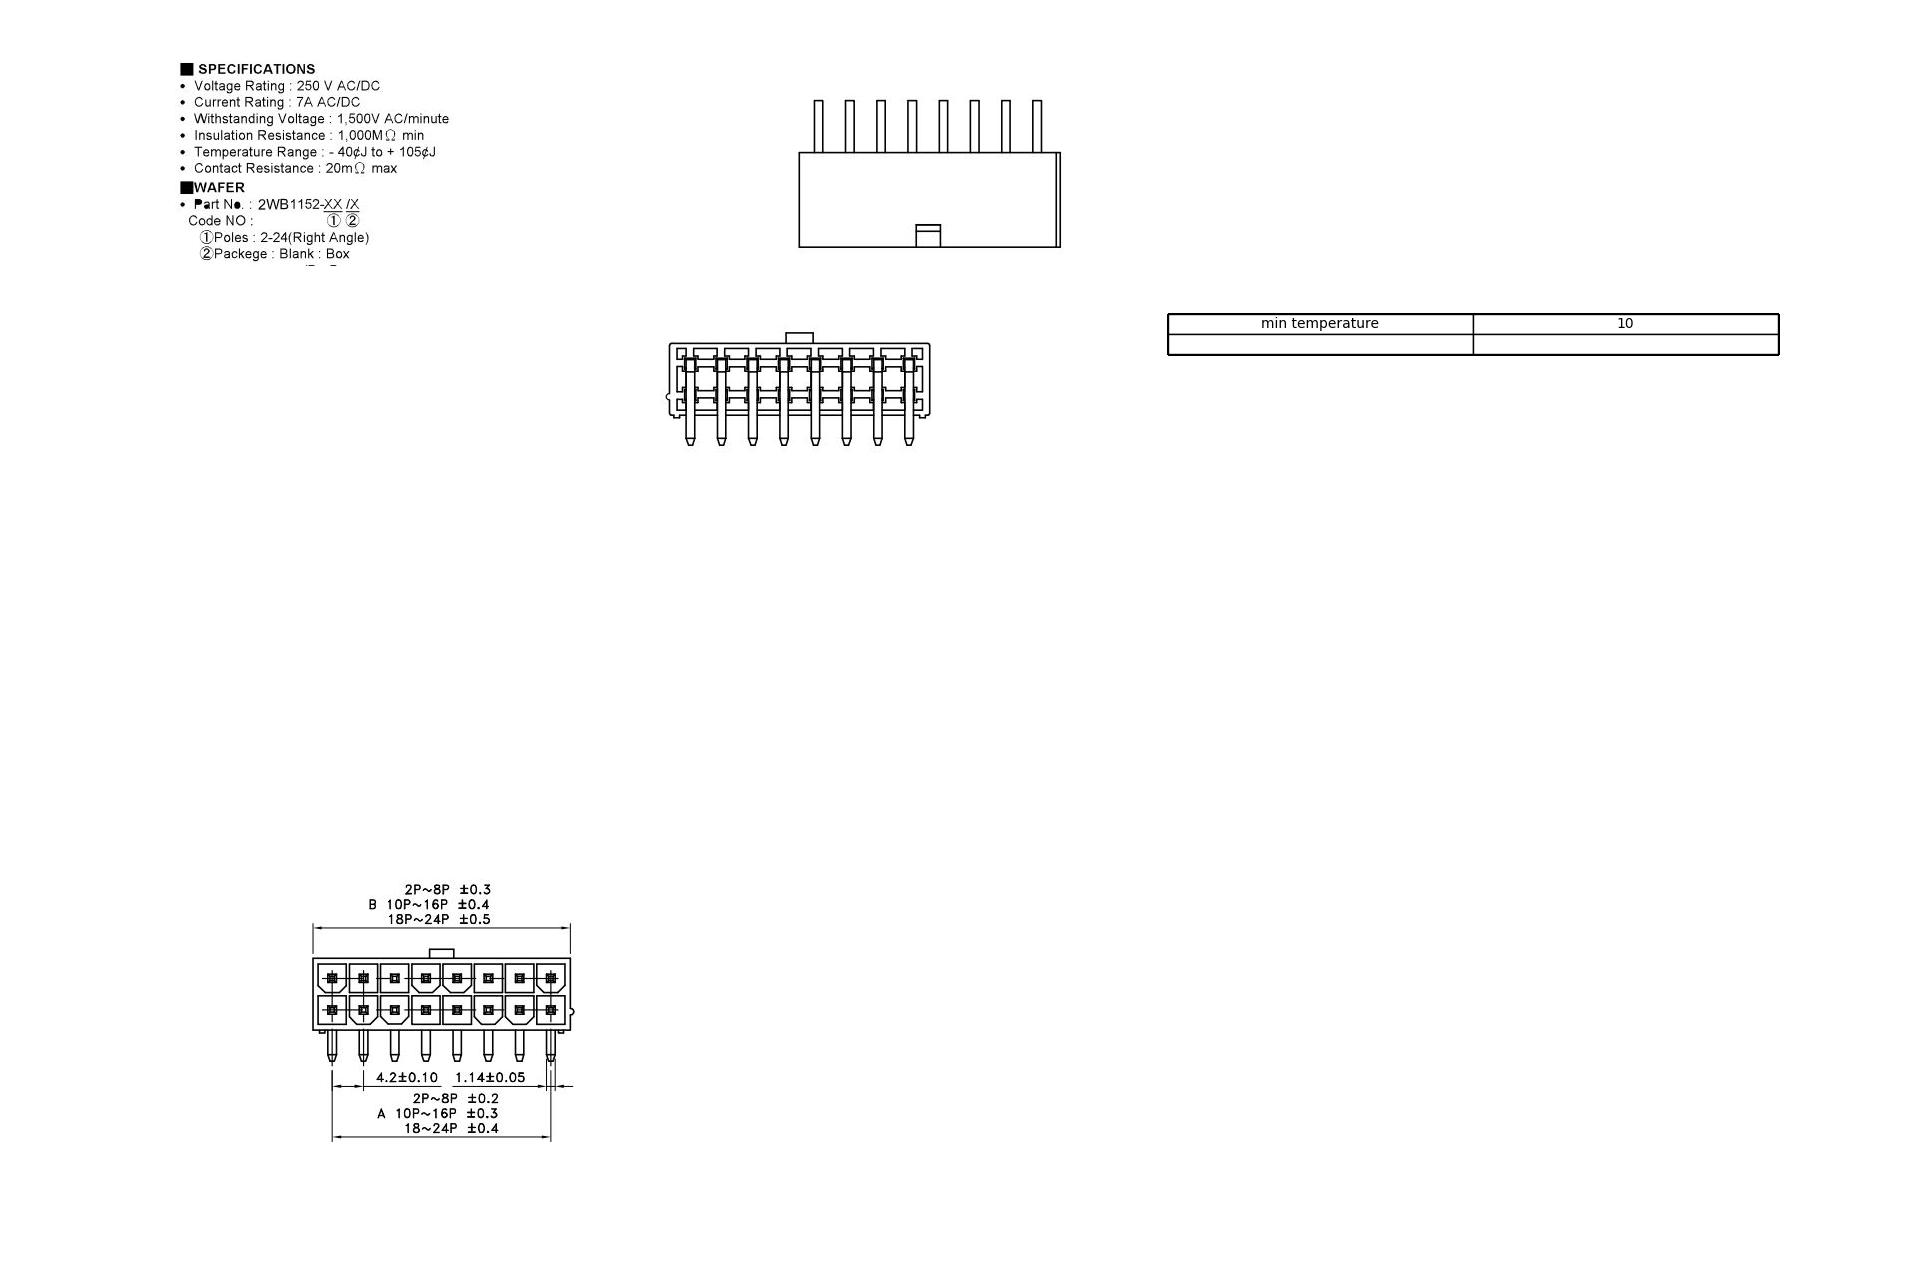 ■ SPECIFICATIONS
• Voltage Rating : 250 V AC/DC
• Current Rating : 7A AC/DC
• Withstanding Voltage : 1,500V AC/minute
• Insulation Resistance : 1,000MΩ min
• Temperature Range : - 40¢J to + 105¢J
• Contact Resistance : 20mΩ max
■WAFER
• Part No. : 2WB1152-XX /X
Code NO : ① ②
①Poles : 2-24(Right Angle)
②Packege : Blank : Box
min temperature 10
2P~8P ±0.3
B 10P~16P ±0.4
18P~24P ±0.5
4.2±0.10 1.14±0.05
2P~8P ±0.2
A 10P~16P ±0.3
18~24P ±0.4